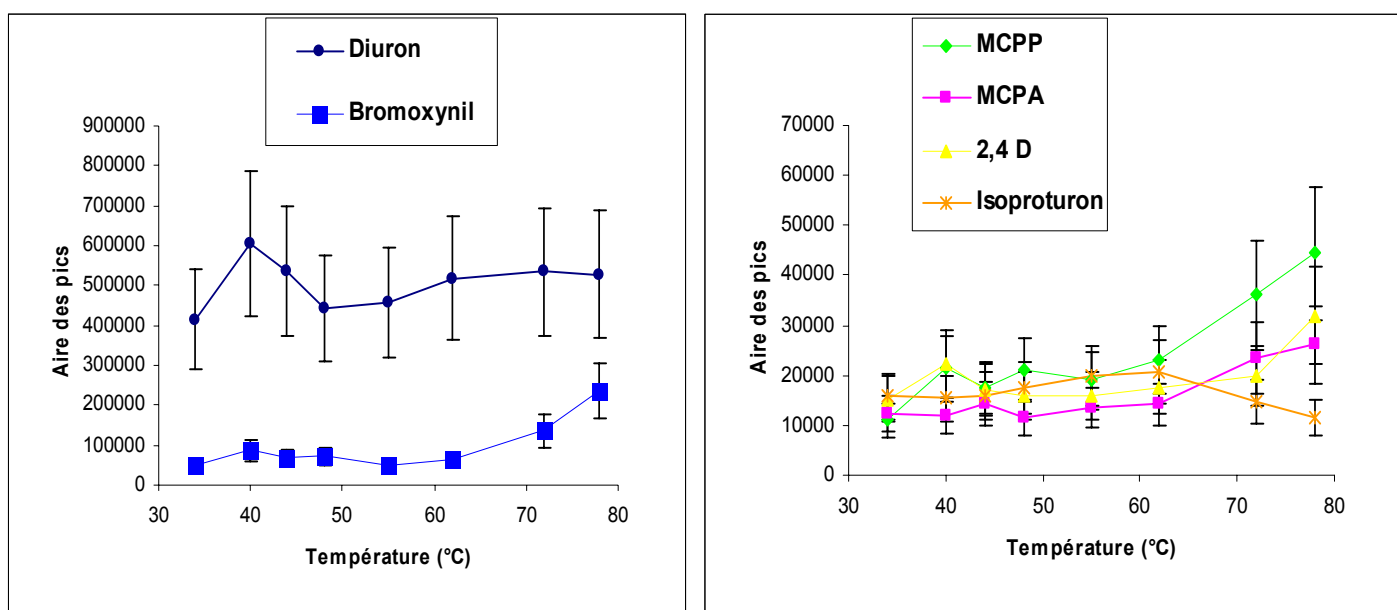 Diuron
Bromoxynil
900000
800000
700000
600000
500000
400000
300000
200000
100000
0
Aire des pics
30 40 50 60 70 80
Température (°C)
MCPP
MCPA
2,4 D
Isoproturon
70000
60000
50000
40000
30000
20000
10000
0
Aire des pics
30 40 50 60 70 80
Température (°C)